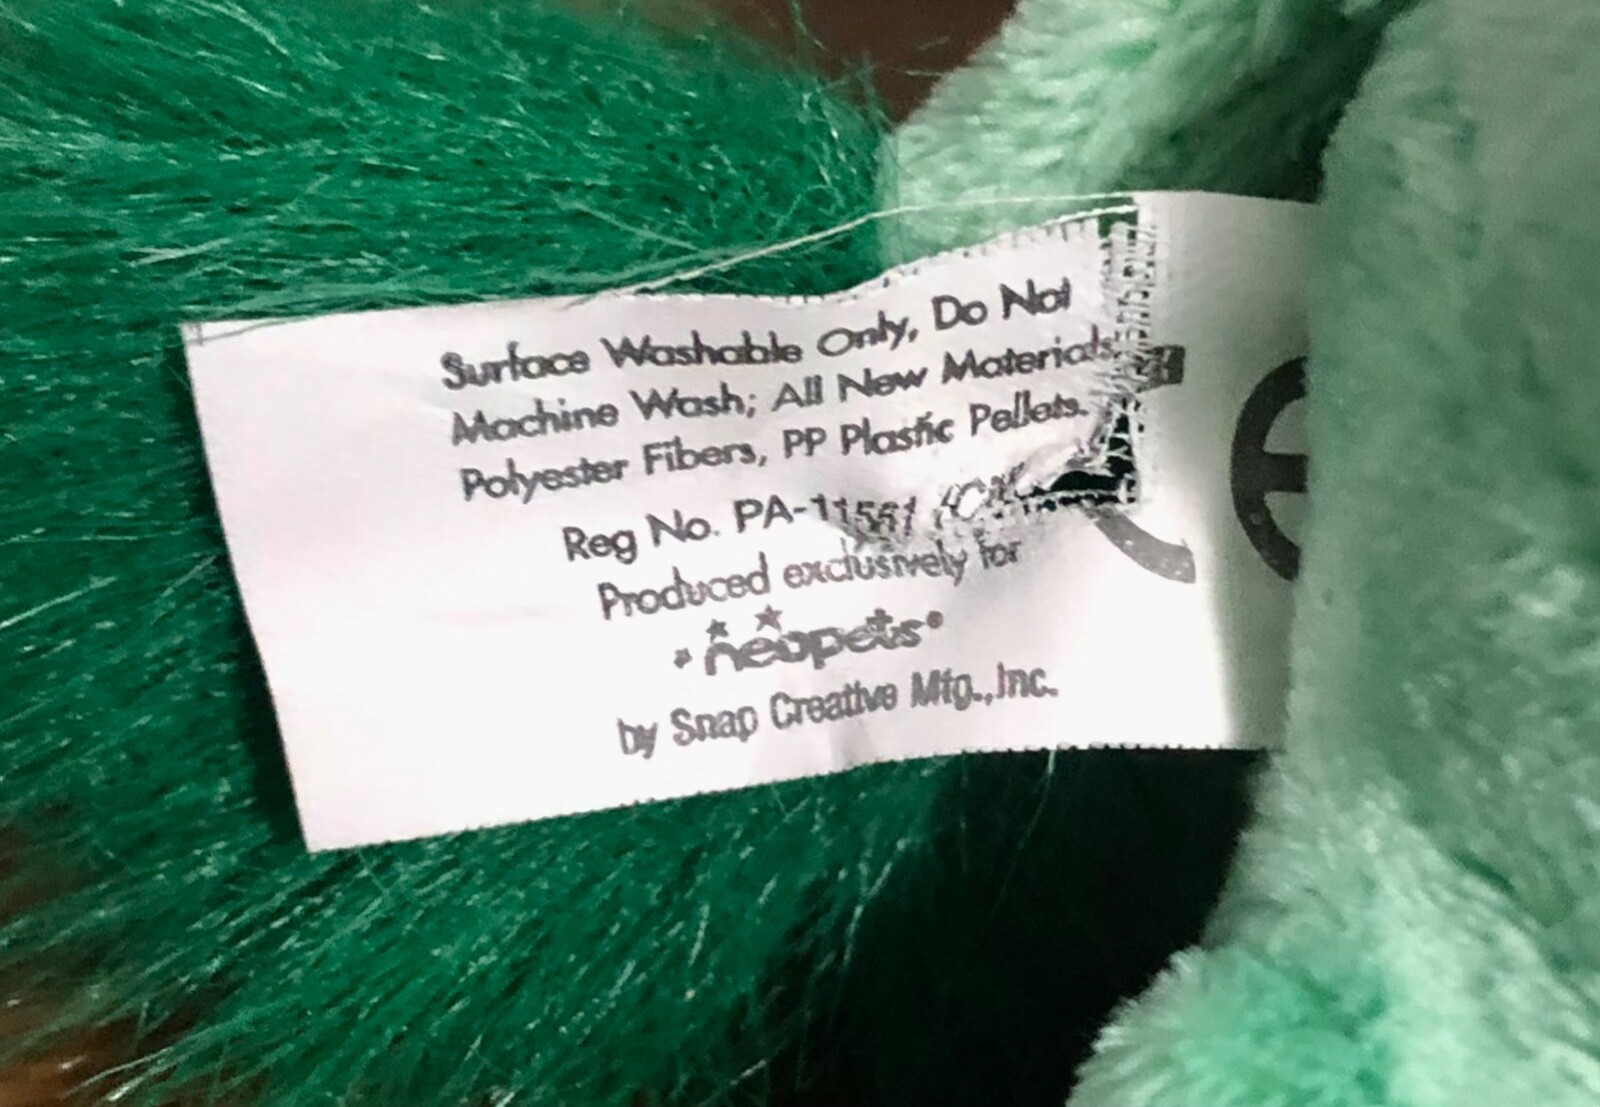 Surface Washable Only, Do Not
Machine Wash; All New Materials
Polyester Fibers, PP Plastic Pellets.
Reg No. PA-11561
Produced exclusively for
neopets
by Snap Creative Mfg.,Inc.
CE